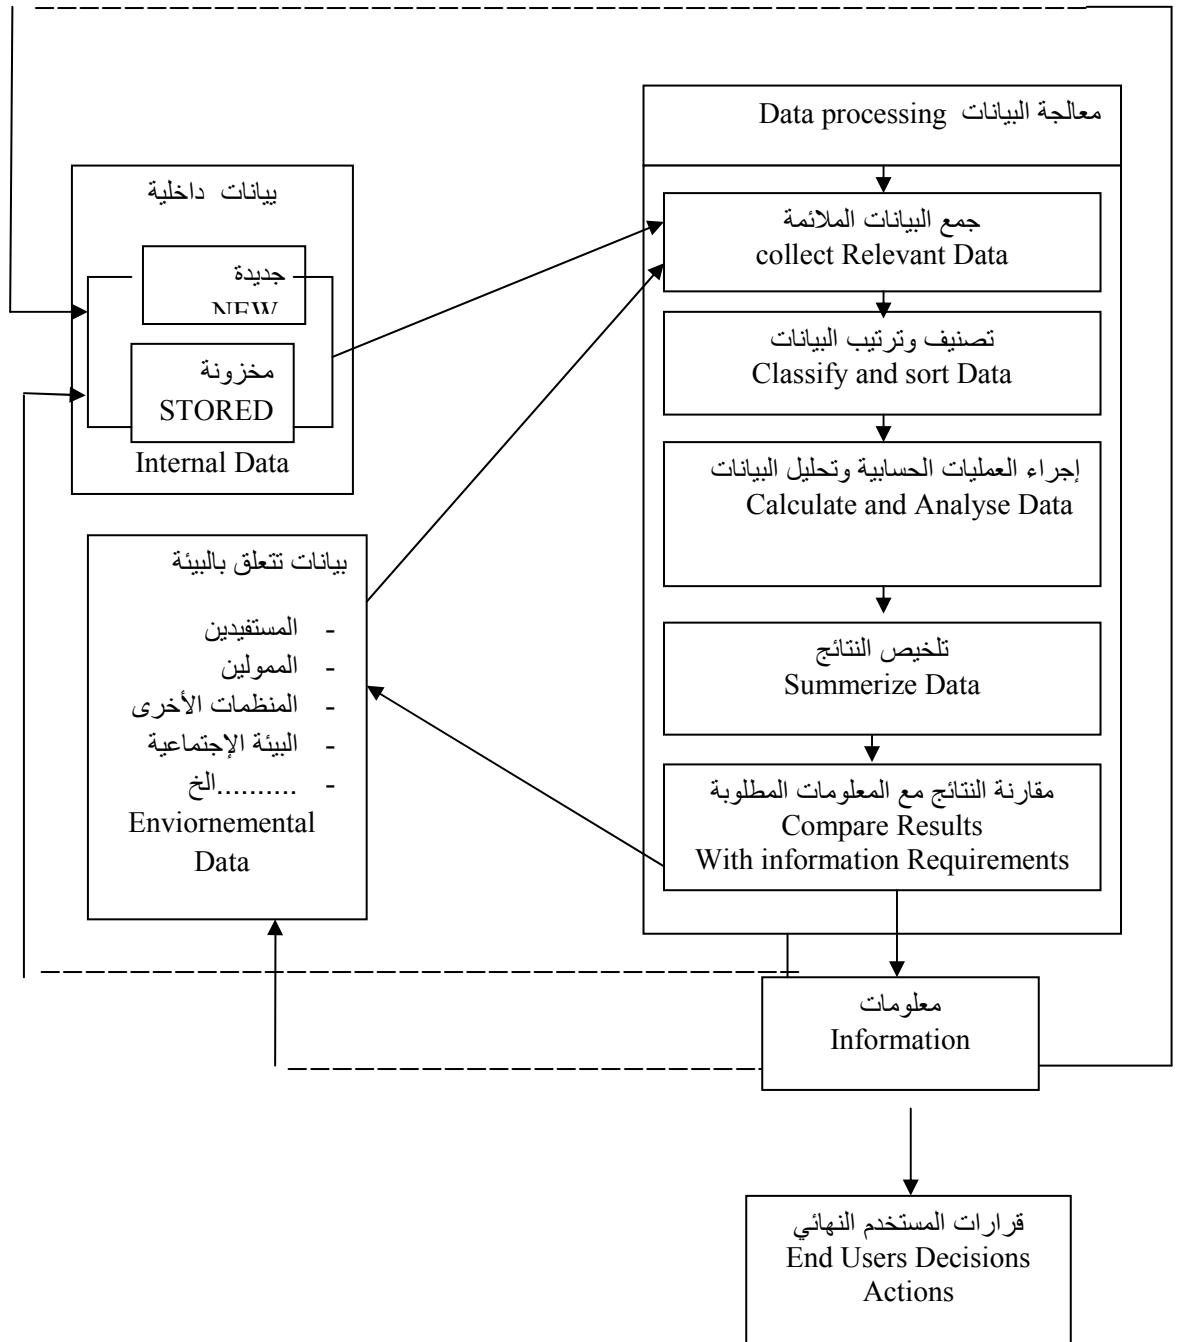 معالجة البيانات Data processing
بيانات داخلية
جديدة
NEW
مخزونة
STORED
Internal Data
جمع البيانات الملائمة
collect Relevant Data
تصنيف وترتيب البيانات
Classify and sort Data
إجراء العمليات الحسابية وتحليل البيانات
Calculate and Analyse Data
تلخيص النتائج
Summerize Data
مقارنة النتائج مع المعلومات المطلوبة
Compare Results
With information Requirements
بيانات تتعلق بالبيئة
- المستفيدين
- الممولين
- المنظمات الأخرى
- البيئة الإجتماعية
- ..........الخ
Enviornemental
Data
معلومات
Information
قرارات المستخدم النهائي
End Users Decisions
Actions